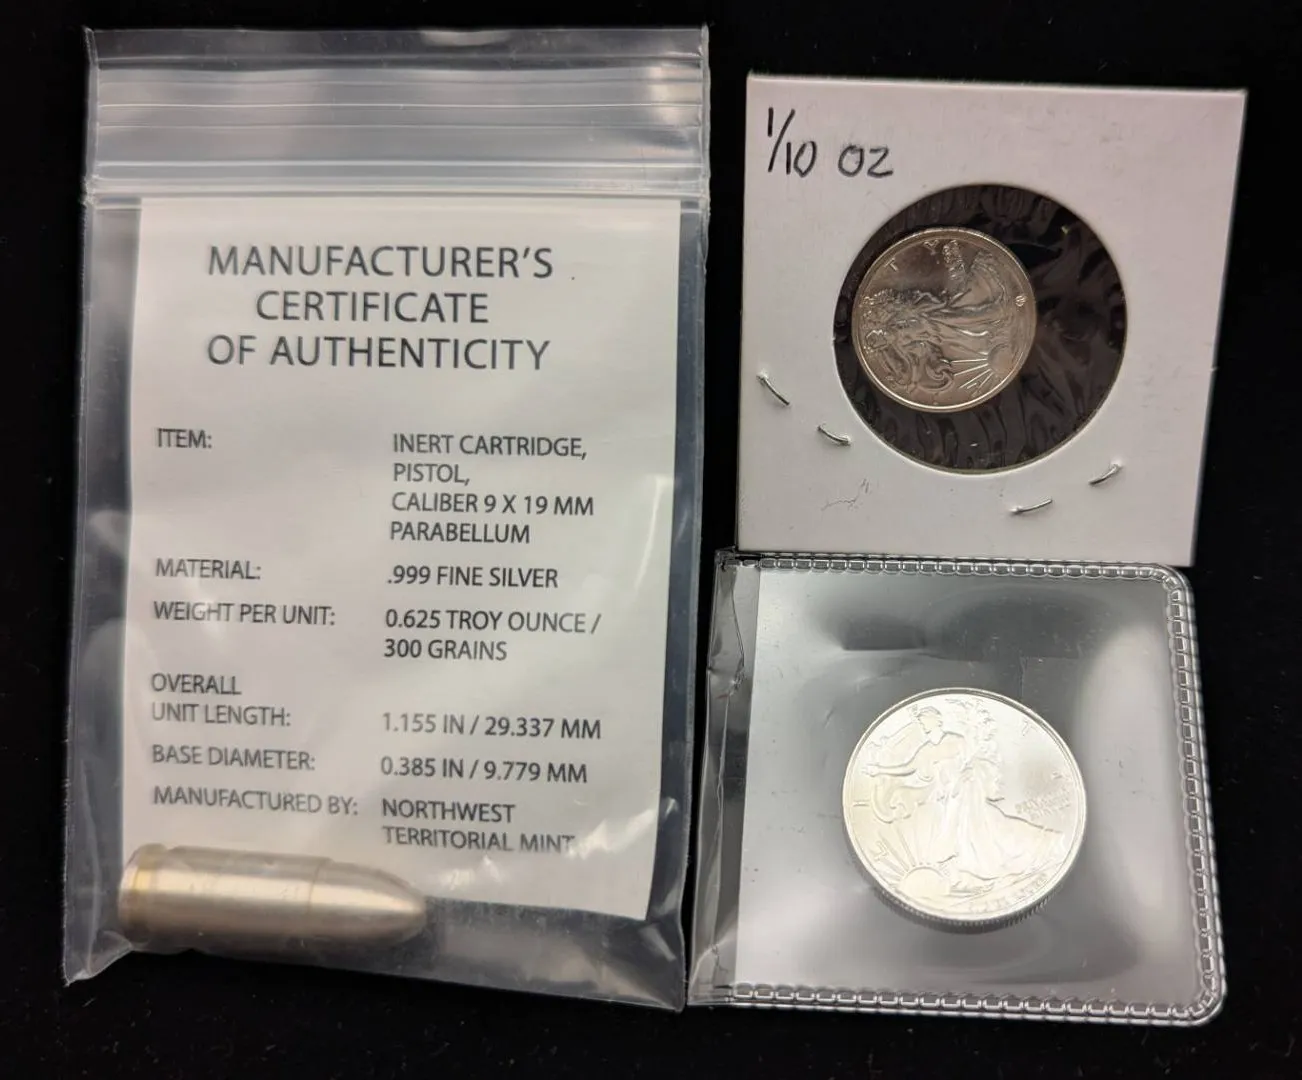 MANUFACTURER'S
CERTIFICATE
OF AUTHENTICITY
ITEM: INERT CARTRIDGE,
PISTOL,
CALIBER 9 X 19 MM
PARABELLUM
MATERIAL: .999 FINE SILVER
WEIGHT PER UNIT: 0.625 TROY OUNCE /
300 GRAINS
OVERALL
UNIT LENGTH: 1.155 IN / 29.337 MM
BASE DIAMETER: 0.385 IN / 9.779 MM
MANUFACTURED BY: NORTHWEST
TERRITORIAL MINT
1/10 OZ